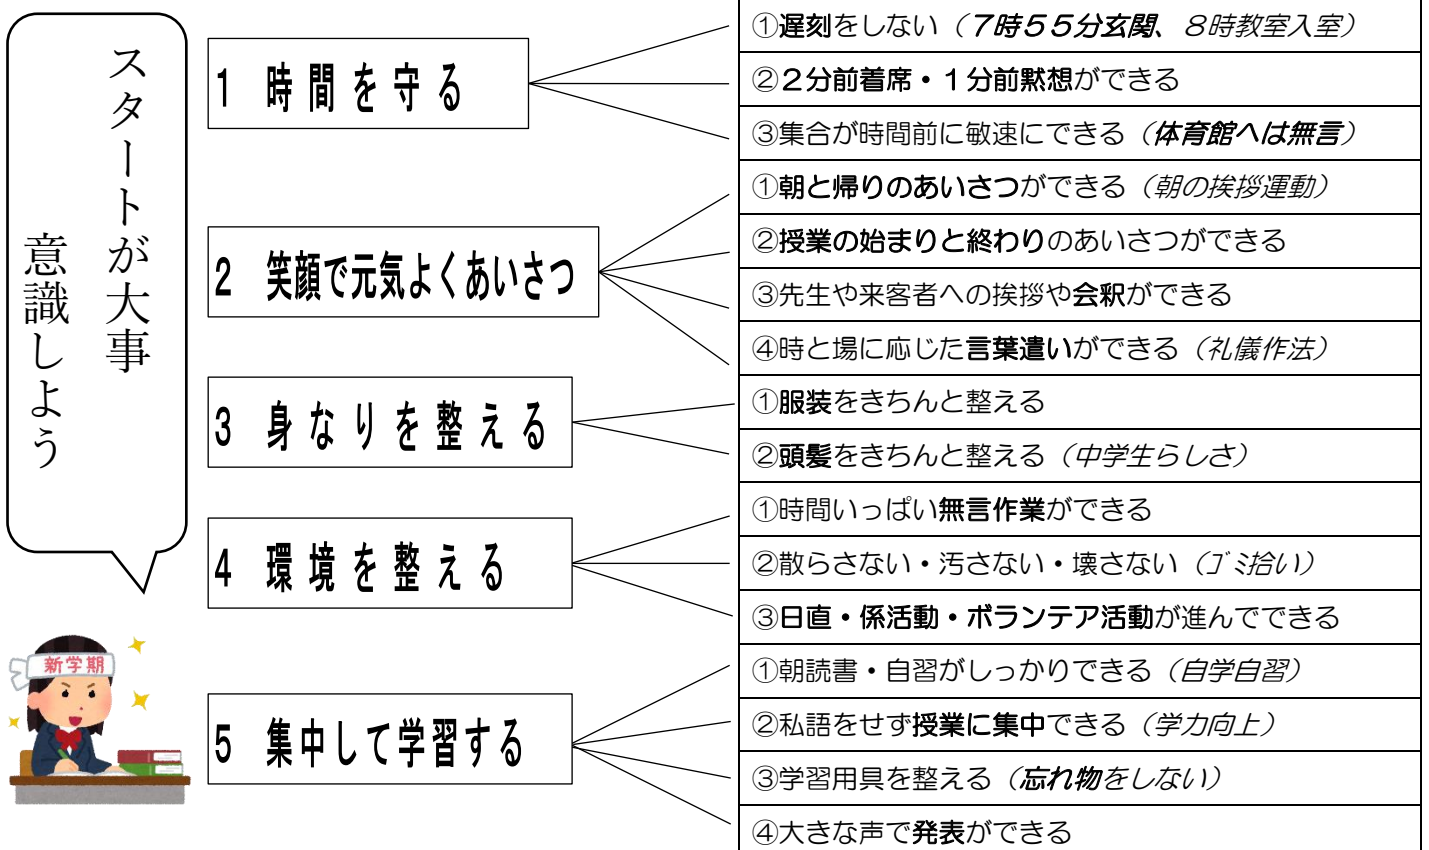 スタートが大事
意識しよう
新学期
1 時間を守る
①遅刻をしない（７時５５分玄関、８時教室入室）
②２分前着席・１分前黙想ができる
③集合が時間前に敏速にできる（体育館へは無言）
2 笑顔で元気よくあいさつ
①朝と帰りのあいさつができる（朝の挨拶運動）
②授業の始まりと終わりのあいさつができる
③先生や来客者への挨拶や会釈ができる
④時と場に応じた言葉遣いができる（礼儀作法）
3 身なりを整える
①服装をきちんと整える
②頭髪をきちんと整える（中学生らしさ）
4 環境を整える
①時間いっぱい無言作業ができる
②散らさない・汚さない・壊さない（ｺﾞﾐ拾い）
③日直・係活動・ボランテア活動が進んでできる
5 集中して学習する
①朝読書・自習がしっかりできる（自学自習）
②私語をせず授業に集中できる（学力向上）
③学習用具を整える（忘れ物をしない）
④大きな声で発表ができる